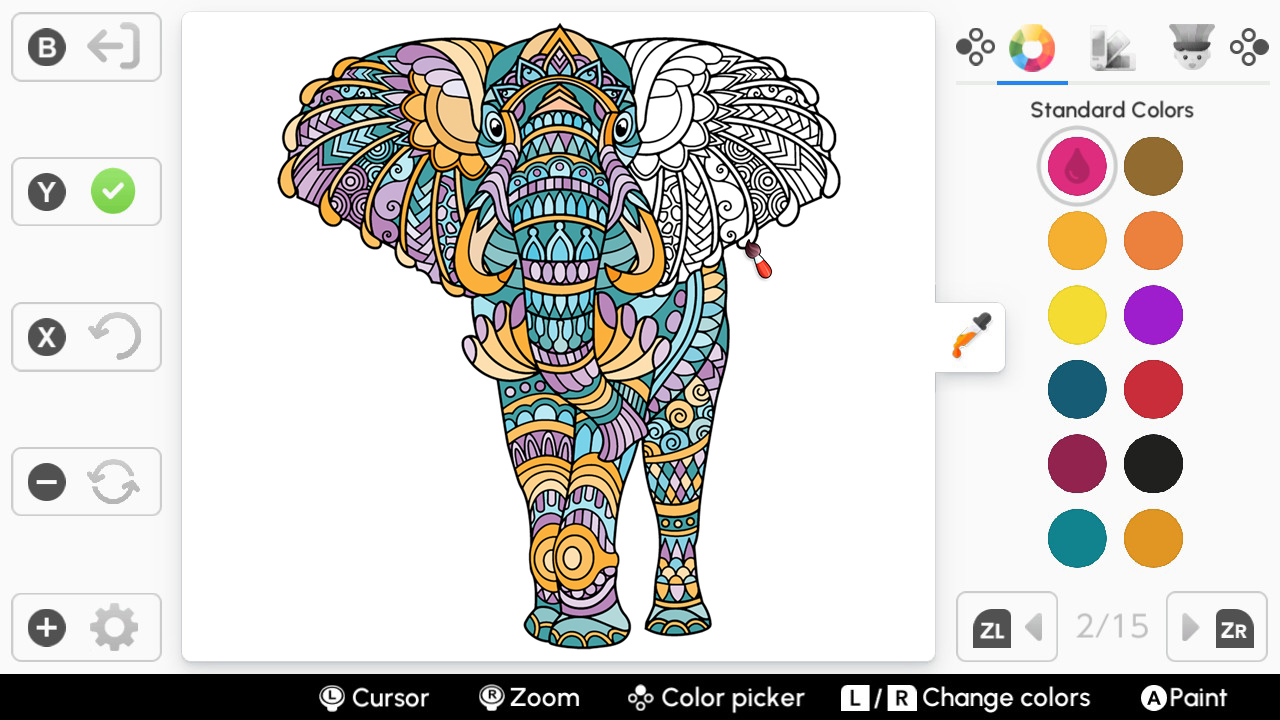 B
Y
X
Standard Colors
ZL
2/15
ZR
L Cursor
R Zoom
Color picker
L / R Change colors
A Paint